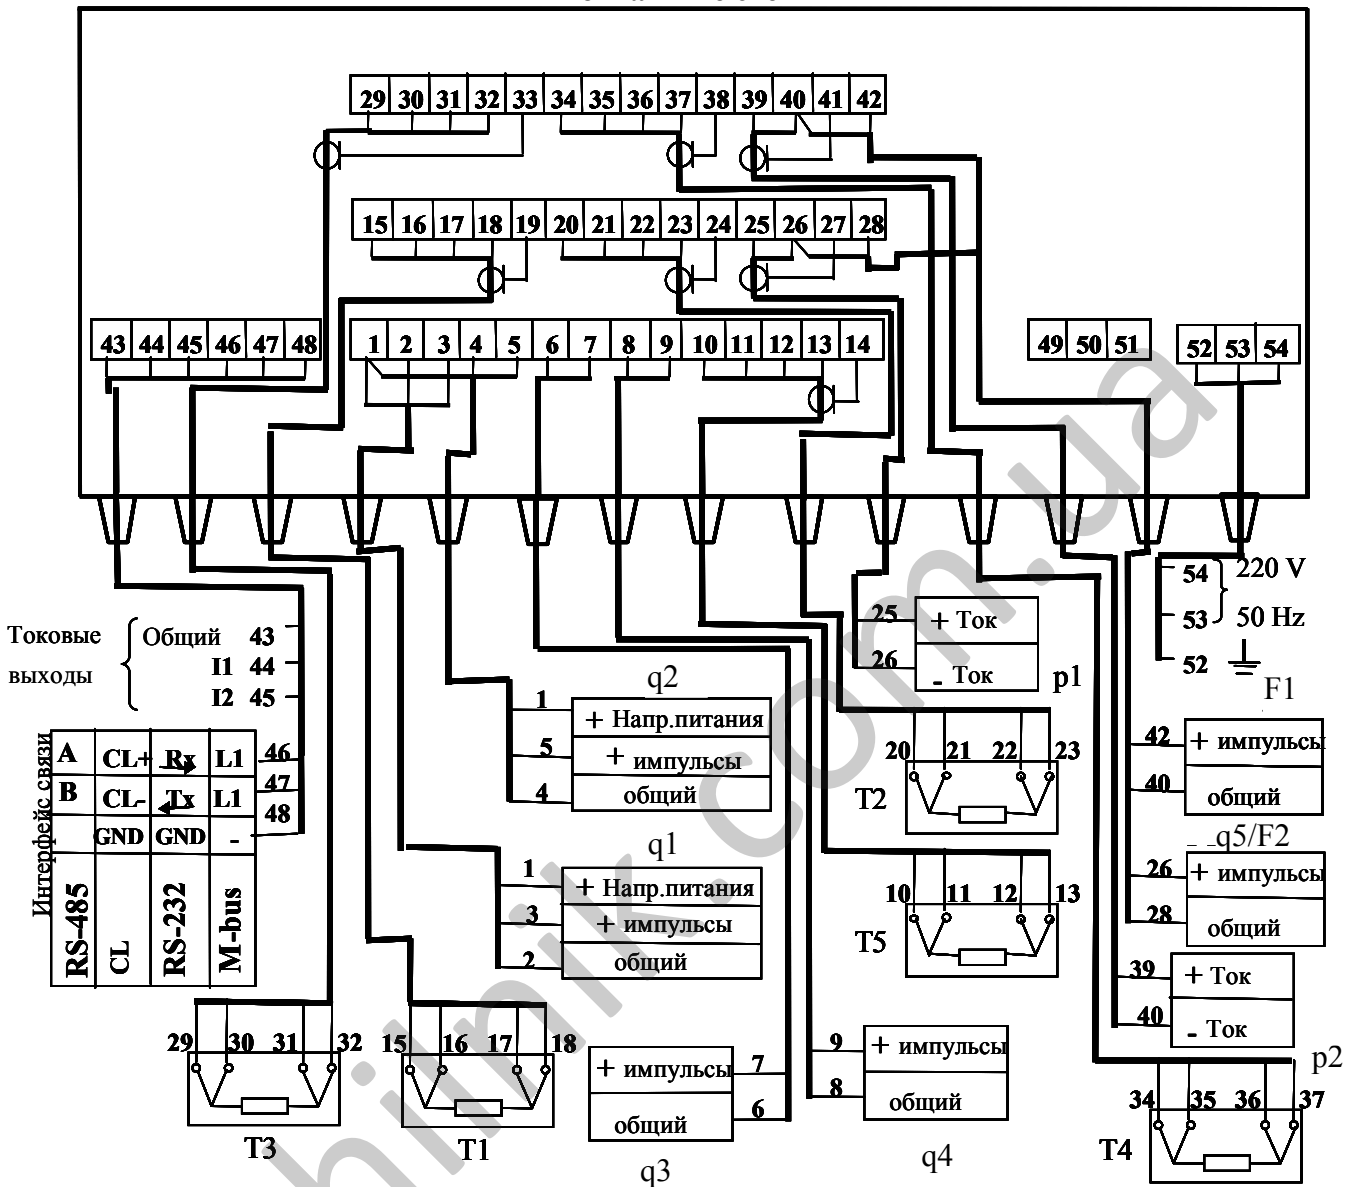 29 30 31 32 33 34 35 36 37 38 39 40 41 42
15 16 17 18 19 20 21 22 23 24 25 26 27 28
43 44 45 46 47 48
1 2 3 4 5 6 7 8 9 10 11 12 13 14
49 50 51
52 53 54
54 220 V
53 50 Hz
52
Токовые выходы
Общий 43
I1 44
I2 45
Интерфейс связи
A CL+ Rx L1 46
B CL- Tx L1 47
GND GND - 48
RS-485 CL RS-232 M-bus
25 + Ток
26 - Ток
p1
q2
1 + Напр.питания
5 + импульсы
4 общий
q1
1 + Напр.питания
3 + импульсы
2 общий
20 21 22 23
T2
10 11 12 13
T5
F1
42 + импульсы
40 общий
q5/F2
26 + импульсы
28 общий
39 + Ток
40 - Ток
p2
29 30 31 32
T3
15 16 17 18
T1
+ импульсы 7
общий 6
q3
9 + импульсы
8 общий
q4
34 35 36 37
T4
hilnik.com.ua